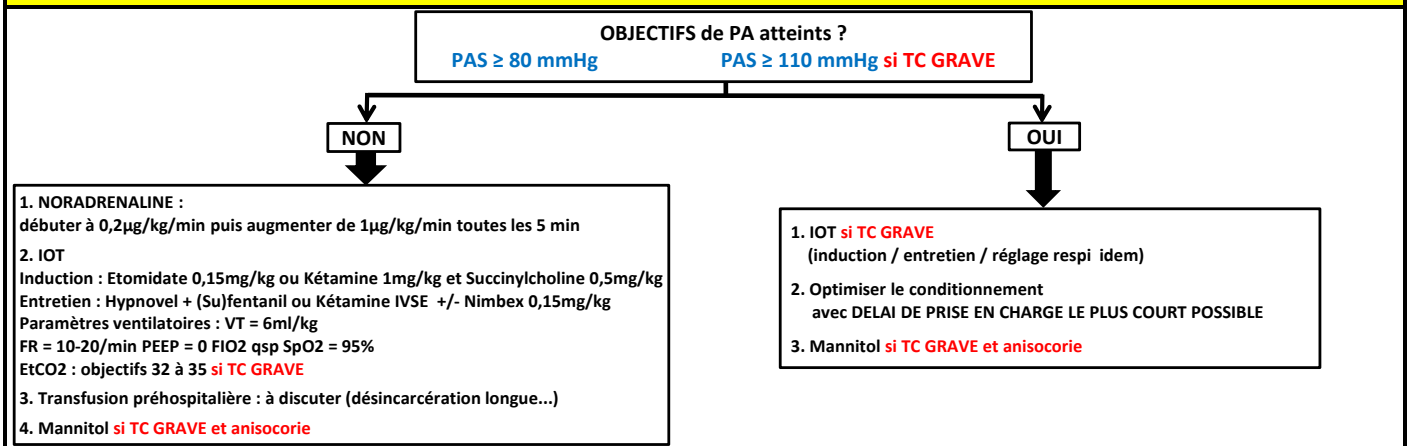 OBJECTIFS de PA atteints ?
PAS ≥ 80 mmHg PAS ≥ 110 mmHg si TC GRAVE
NON
OUI
1. NORADRENALINE :
débuter à 0,2µg/kg/min puis augmenter de 1µg/kg/min toutes les 5 min
2. IOT
Induction : Etomidate 0,15mg/kg ou Kétamine 1mg/kg et Succinylcholine 0,5mg/kg
Entretien : Hypnovel + (Su)fentanil ou Kétamine IVSE +/- Nimbex 0,15mg/kg
Paramètres ventilatoires : VT = 6ml/kg
FR = 10-20/min PEEP = 0 FIO2 qsp SpO2 = 95%
EtCO2 : objectifs 32 à 35 si TC GRAVE
3. Transfusion préhospitalière : à discuter (désincarcération longue...)
4. Mannitol si TC GRAVE et anisocorie
1. IOT si TC GRAVE
(induction / entretien / réglage respi idem)
2. Optimiser le conditionnement
avec DELAI DE PRISE EN CHARGE LE PLUS COURT POSSIBLE
3. Mannitol si TC GRAVE et anisocorie